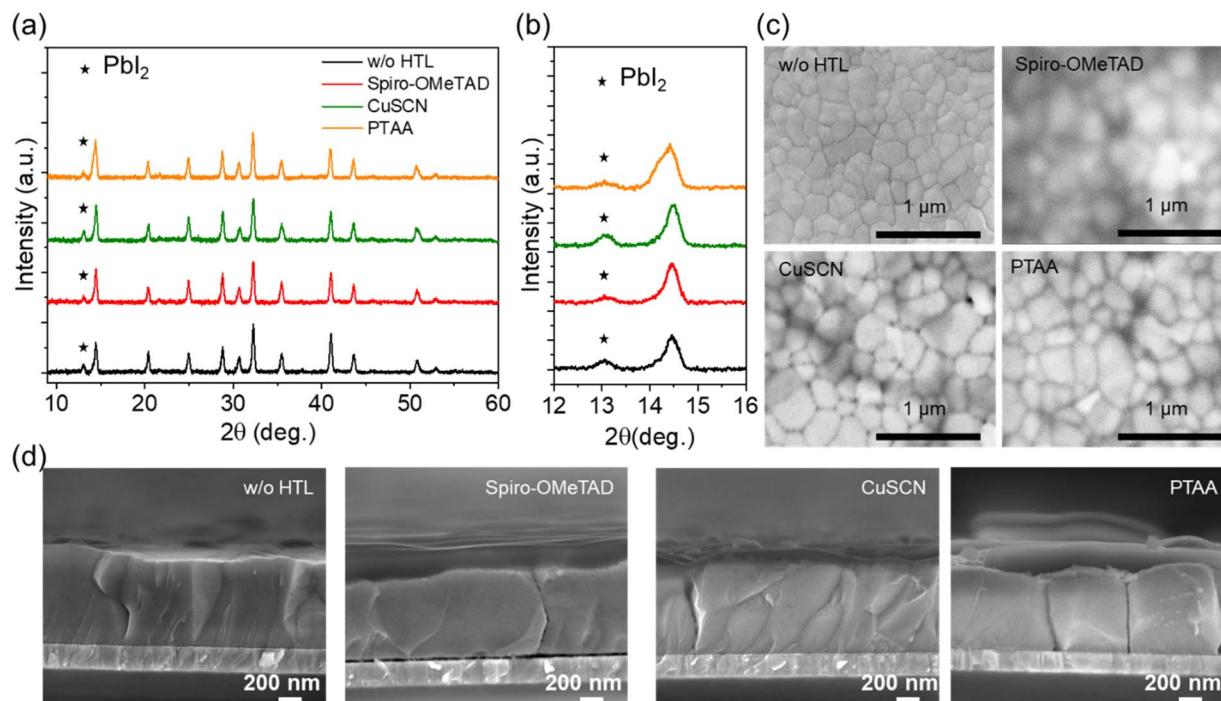 (a)
★ PbI₂
w/o HTL
Spiro-OMeTAD
CuSCN
PTAA
★
★
★
★
Intensity (a.u.)
10 20 30 40 50 60
2θ (deg.)
(b)
★ PbI₂
★
★
★
★
Intensity (a.u.)
12 13 14 15 16
2θ(deg.)
(c)
w/o HTL
1 µm
Spiro-OMeTAD
1 µm
CuSCN
1 µm
PTAA
1 µm
(d)
w/o HTL
200 nm
Spiro-OMeTAD
200 nm
CuSCN
200 nm
PTAA
200 nm